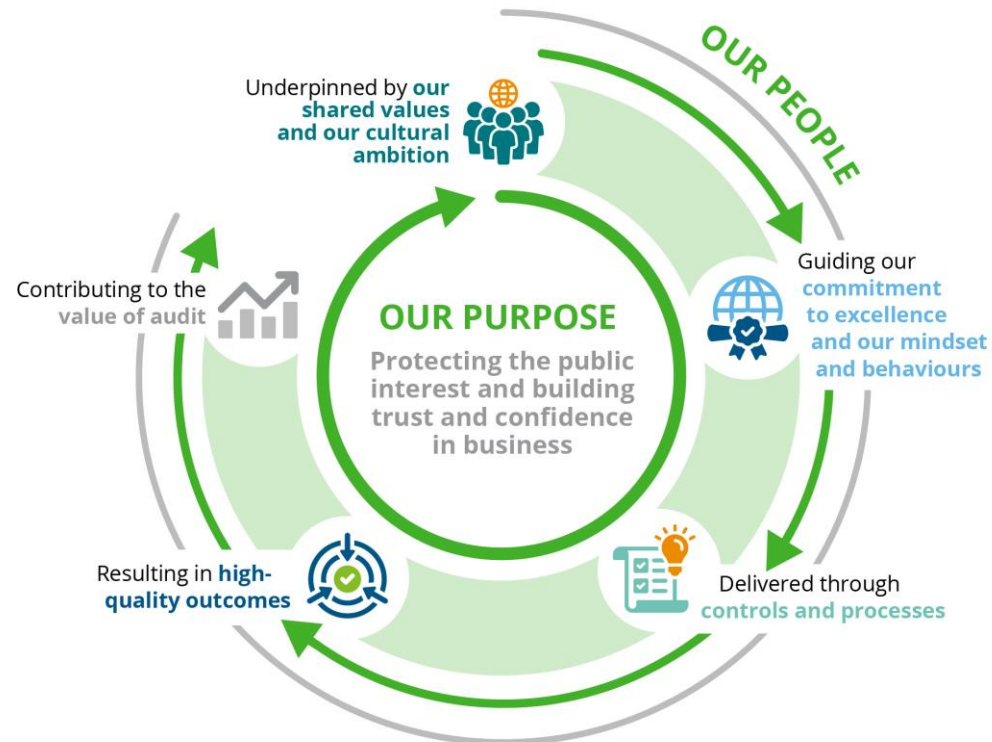 OUR PEOPLE
Underpinned by our
shared values
and our cultural
ambition
Guiding our
commitment
to excellence
and our mindset
and behaviours
Delivered through
controls and processes
Resulting in high-
quality outcomes
Contributing to the
value of audit
OUR PURPOSE
Protecting the public
interest and building
trust and confidence
in business